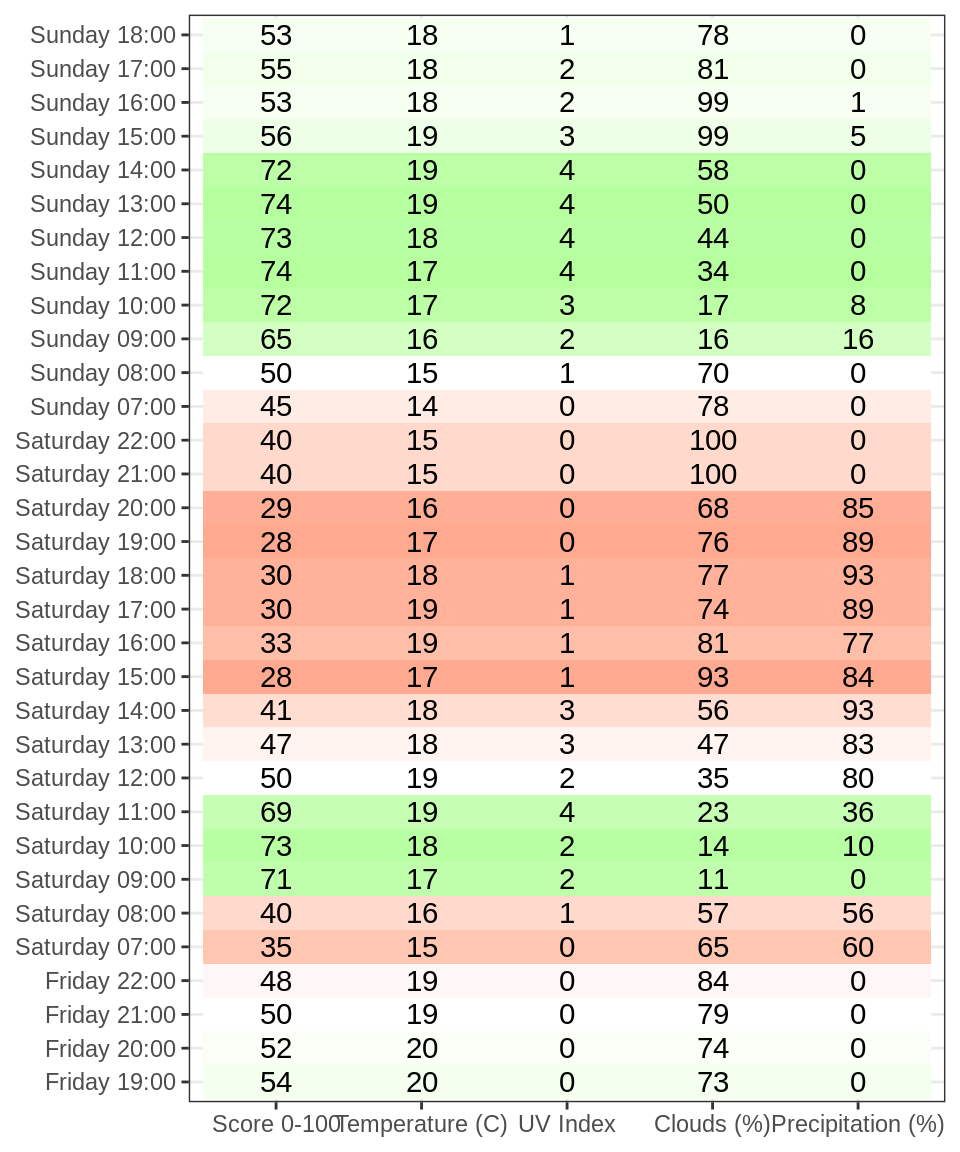 Sunday 18:00 53 18 1 78 0
Sunday 17:00 55 18 2 81 0
Sunday 16:00 53 18 2 99 1
Sunday 15:00 56 19 3 99 5
Sunday 14:00 72 19 4 58 0
Sunday 13:00 74 19 4 50 0
Sunday 12:00 73 18 4 44 0
Sunday 11:00 74 17 4 34 0
Sunday 10:00 72 17 3 17 8
Sunday 09:00 65 16 2 16 16
Sunday 08:00 50 15 1 70 0
Sunday 07:00 45 14 0 78 0
Saturday 22:00 40 15 0 100 0
Saturday 21:00 40 15 0 100 0
Saturday 20:00 29 16 0 68 85
Saturday 19:00 28 17 0 76 89
Saturday 18:00 30 18 1 77 93
Saturday 17:00 30 19 1 74 89
Saturday 16:00 33 19 1 81 77
Saturday 15:00 28 17 1 93 84
Saturday 14:00 41 18 3 56 93
Saturday 13:00 47 18 3 47 83
Saturday 12:00 50 19 2 35 80
Saturday 11:00 69 19 4 23 36
Saturday 10:00 73 18 2 14 10
Saturday 09:00 71 17 2 11 0
Saturday 08:00 40 16 1 57 56
Saturday 07:00 35 15 0 65 60
Friday 22:00 48 19 0 84 0
Friday 21:00 50 19 0 79 0
Friday 20:00 52 20 0 74 0
Friday 19:00 54 20 0 73 0
Score 0-100 Temperature (C) UV Index Clouds (%) Precipitation (%)